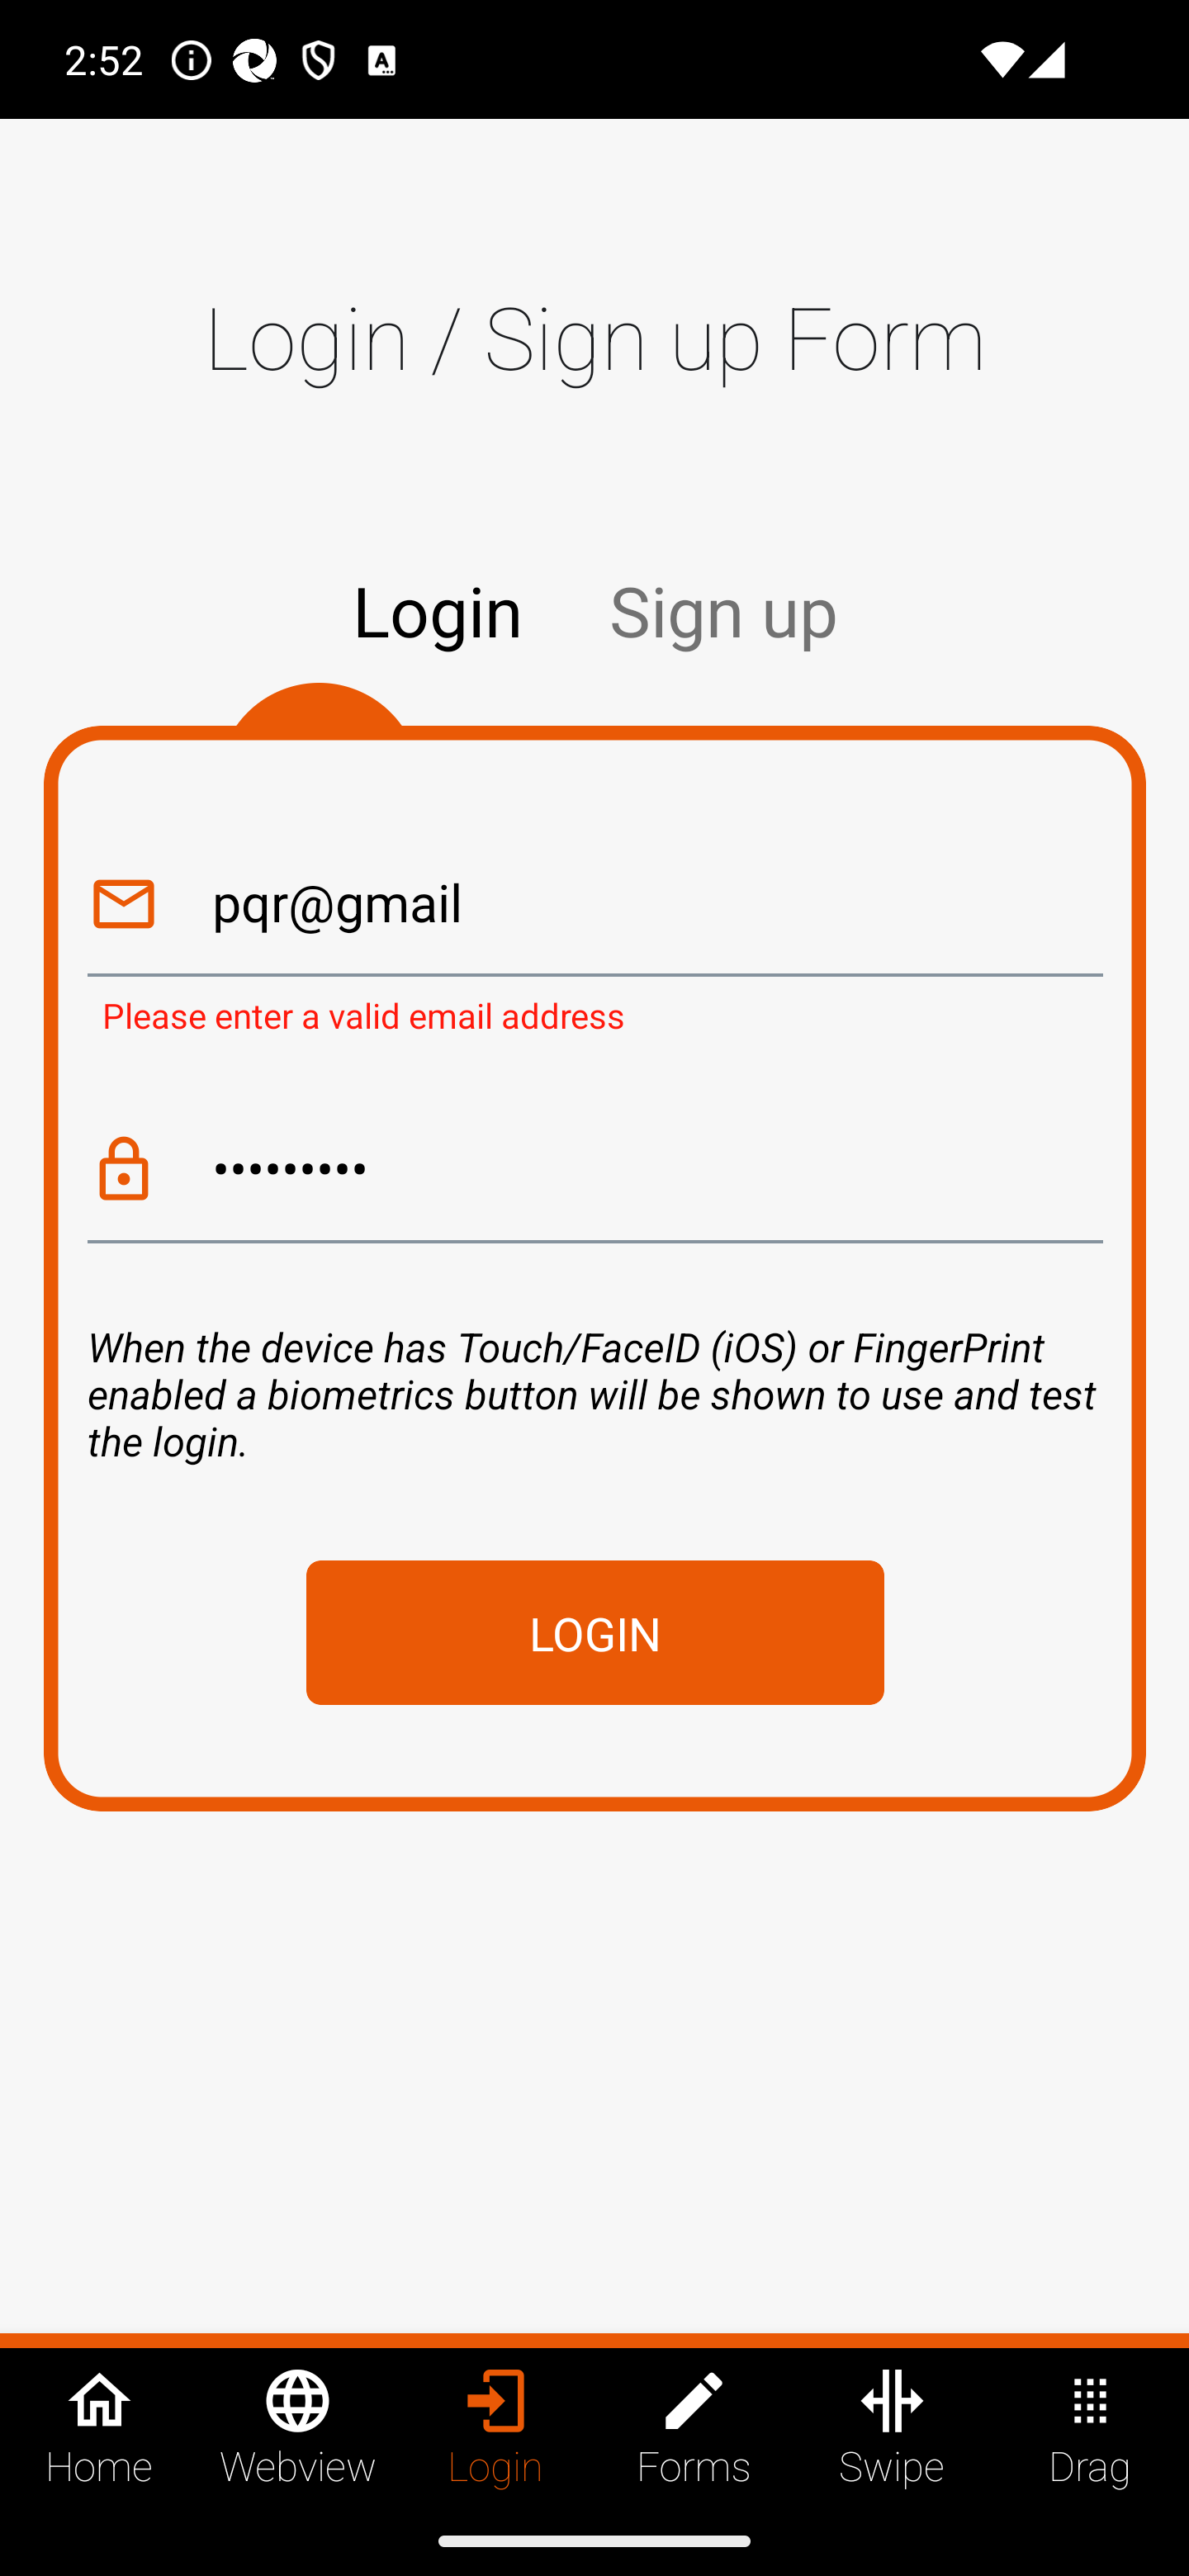 2:52
Login / Sign up Form
Login Sign up
pqr@gmail
Please enter a valid email address
•••••••••
When the device has Touch/FaceID (iOS) or FingerPrint
enabled a biometrics button will be shown to use and test
the login.
LOGIN
Home Webview Login Forms Swipe Drag